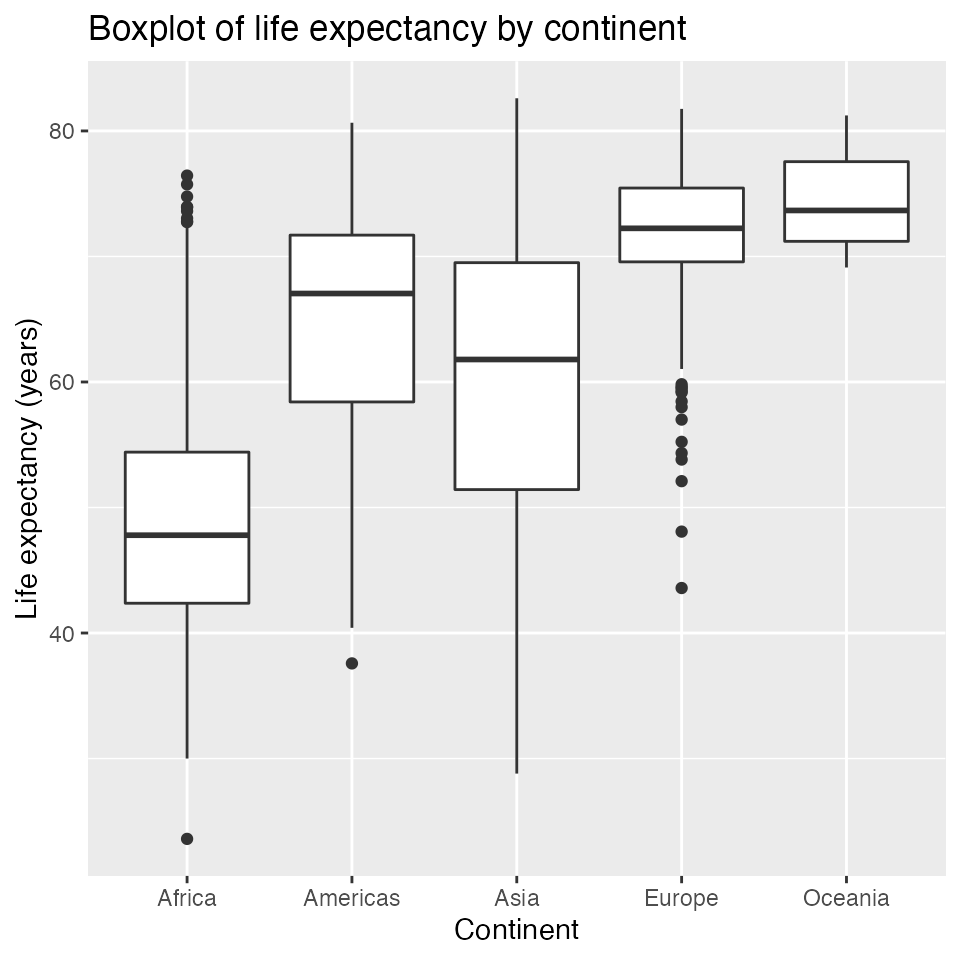 Boxplot of life expectancy by continent
Life expectancy (years)
80
60
40
Africa Americas Asia Europe Oceania
Continent